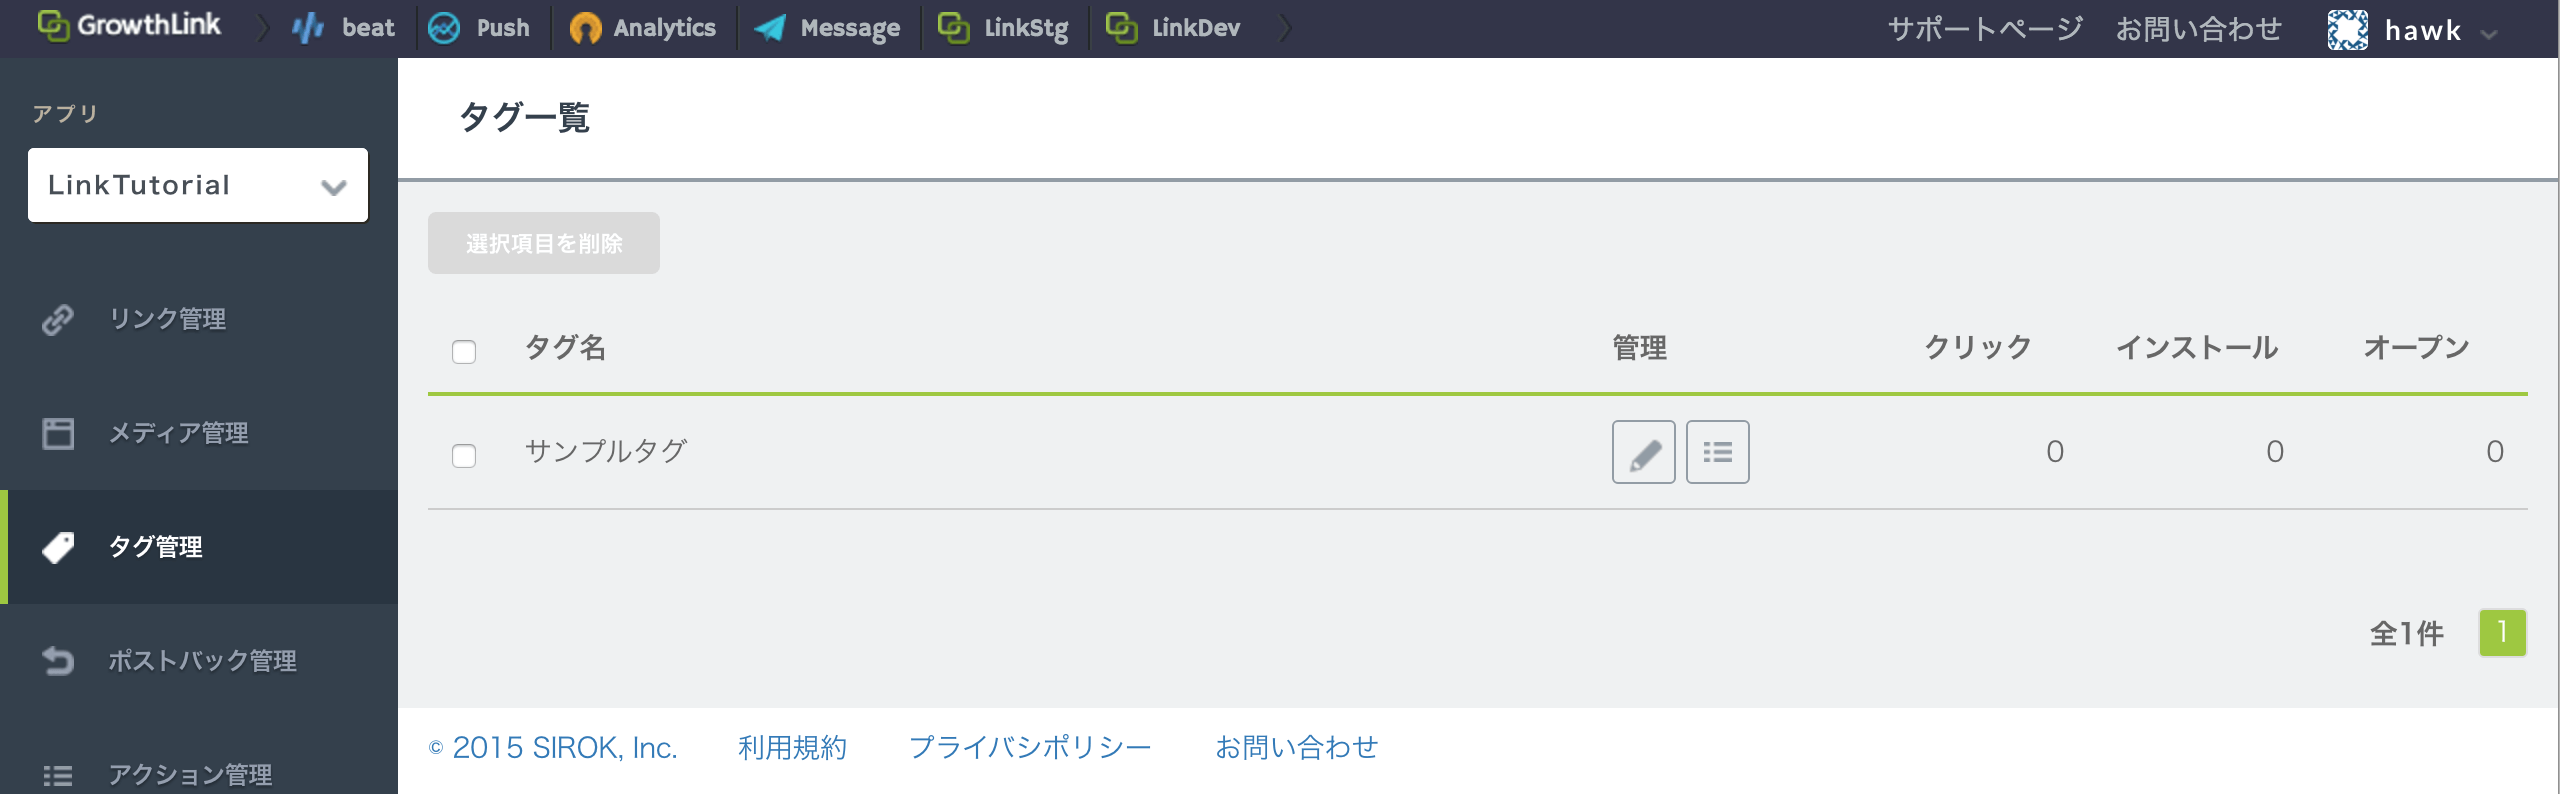 GrowthLink beat Push Analytics Message LinkStg LinkDev サポートページ お問い合わせ hawk
アプリ
LinkTutorial
リンク管理
メディア管理
タグ管理
ポストバック管理
アクション管理
タグ一覧
選択項目を削除
タグ名 管理 クリック インストール オープン
サンプルタグ 0 0 0
全1件 1
© 2015 SIROK, Inc. 利用規約 プライバシポリシー お問い合わせ